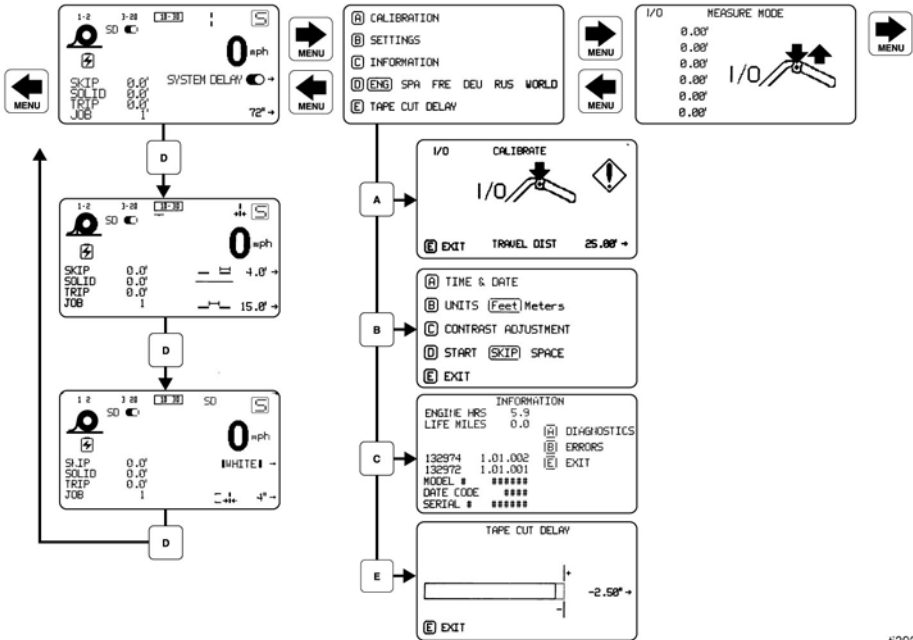 1-2 3-20 10-30 S
SD
0 mph
SYSTEM DELAY
SKIP 0.0'
SOLID 0.0'
TRIP 0.0'
JOB 1'
72"
MENU
MENU
MENU
A CALIBRATION
B SETTINGS
C INFORMATION
D ENG SPA FRE DEU RUS WORLD
E TAPE CUT DELAY
MENU
MENU
I/O MEASURE MODE
0.00'
0.00'
0.00'
0.00'
0.00'
0.00'
I/O
MENU
D
1-2 3-20 10-30 S
SD
0 mph
SKIP 0.0'
SOLID 0.0'
TRIP 0.0'
JOB 1
4.0'
15.0'
D
1 2 3 20 10 30 SD S
SD
0 mph
WHITE
SKIP 0.0'
SOLID 0.0'
TRIP 0.0'
JOB 1
4"
D
A
I/O CALIBRATE
I/O
E EXIT TRAVEL DIST 25.00'
B
A TIME & DATE
B UNITS Feet Meters
C CONTRAST ADJUSTMENT
D START SKIP SPACE
E EXIT
C
INFORMATION
ENGINE HRS 5.9
LIFE MILES 0.0
A DIAGNOSTICS
B ERRORS
E EXIT
132974 1.01.002
132972 1.01.001
MODEL # ######
DATE CODE ####
SERIAL # ######
E
TAPE CUT DELAY
+
-2.50"
-
E EXIT